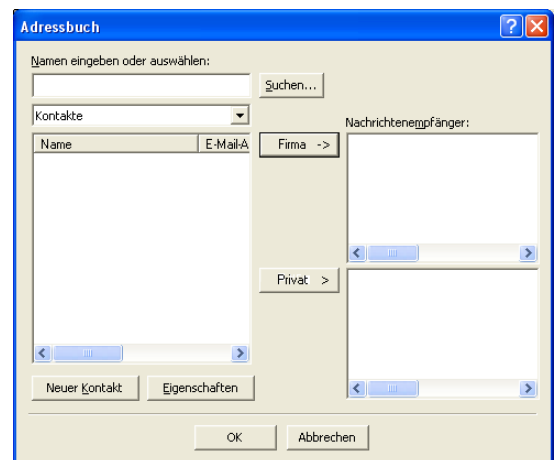 Adressbuch
Namen eingeben oder auswählen:
Suchen...
Kontakte
Nachrichtenempfänger:
Name E-Mail-A
Firma ->
Privat >
Neuer Kontakt Eigenschaften
OK Abbrechen